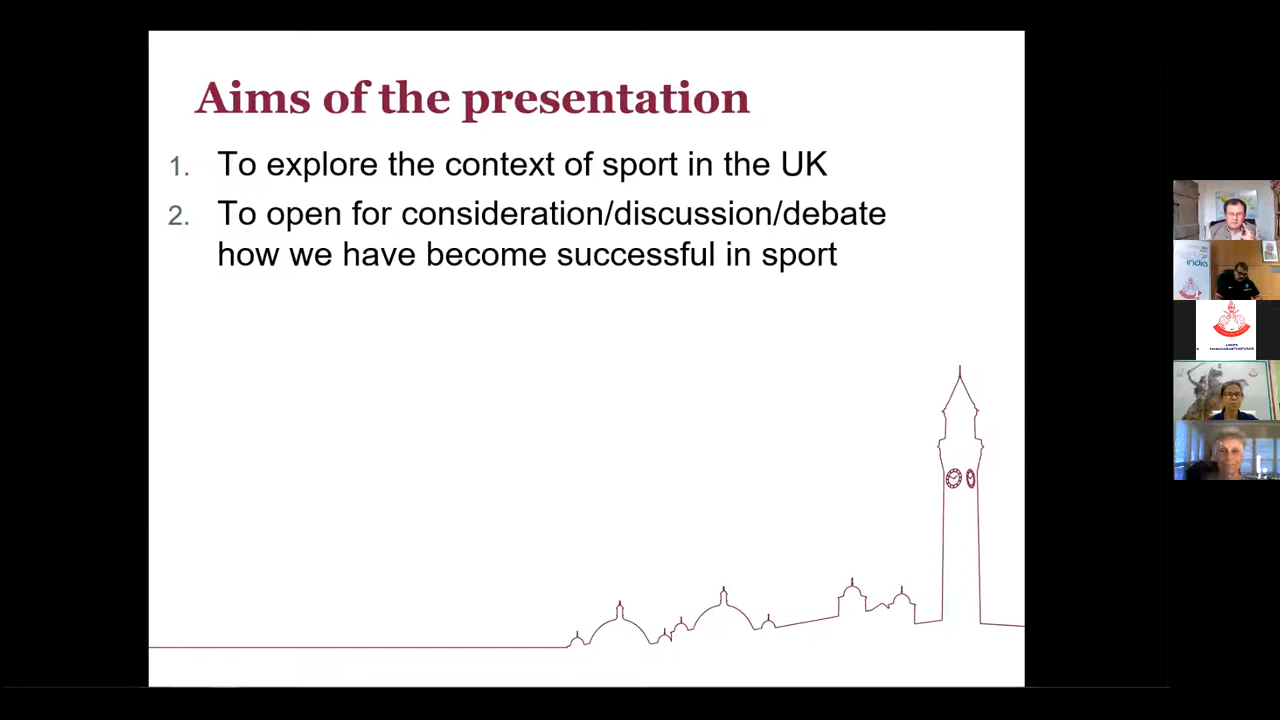 Aims of the presentation
1. To explore the context of sport in the UK
2. To open for consideration/discussion/debate
how we have become successful in sport
india